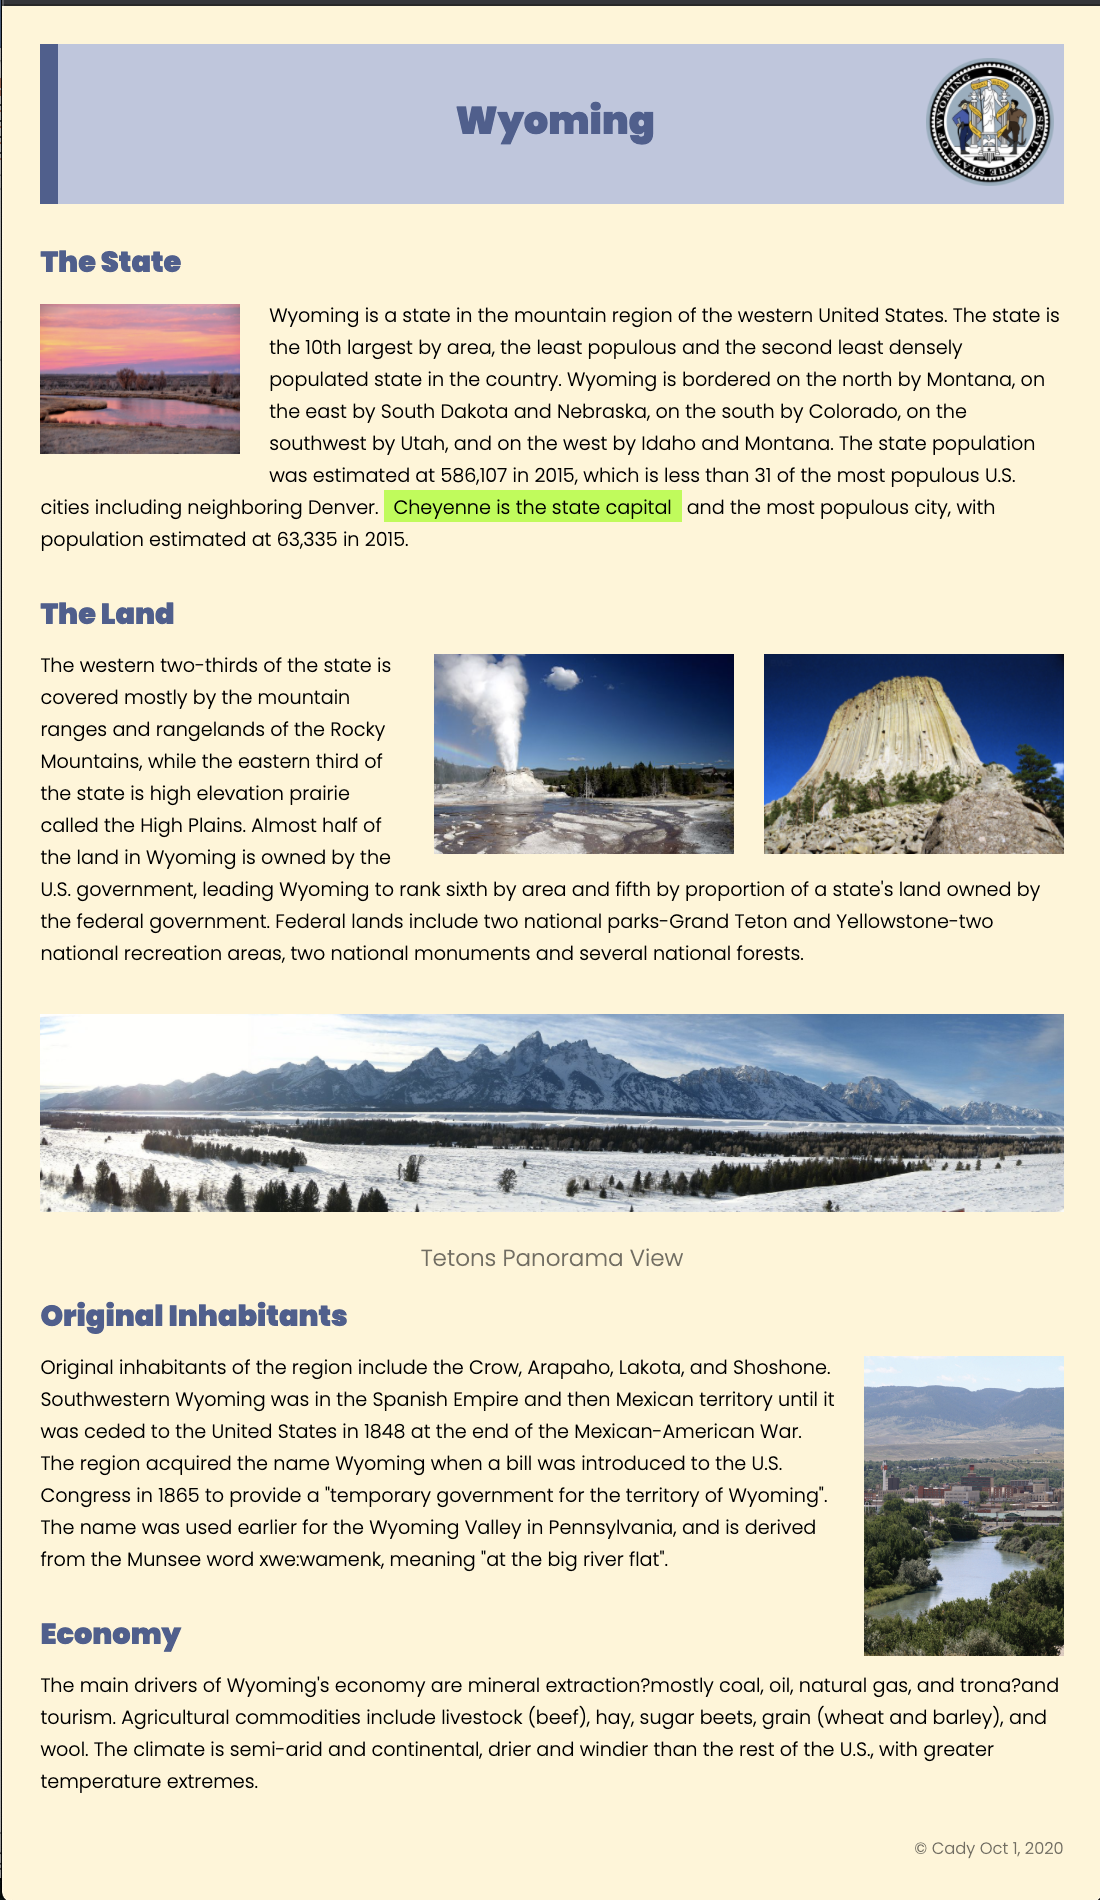 Wyoming
GREAT SEAL OF THE STATE OF WYOMING
The State
Wyoming is a state in the mountain region of the western United States. The state is
the 10th largest by area, the least populous and the second least densely
populated state in the country. Wyoming is bordered on the north by Montana, on
the east by South Dakota and Nebraska, on the south by Colorado, on the
southwest by Utah, and on the west by Idaho and Montana. The state population
was estimated at 586,107 in 2015, which is less than 31 of the most populous U.S.
cities including neighboring Denver. Cheyenne is the state capital and the most populous city, with
population estimated at 63,335 in 2015.
The Land
The western two-thirds of the state is
covered mostly by the mountain
ranges and rangelands of the Rocky
Mountains, while the eastern third of
the state is high elevation prairie
called the High Plains. Almost half of
the land in Wyoming is owned by the
U.S. government, leading Wyoming to rank sixth by area and fifth by proportion of a state's land owned by
the federal government. Federal lands include two national parks-Grand Teton and Yellowstone-two
national recreation areas, two national monuments and several national forests.
Tetons Panorama View
Original Inhabitants
Original inhabitants of the region include the Crow, Arapaho, Lakota, and Shoshone.
Southwestern Wyoming was in the Spanish Empire and then Mexican territory until it
was ceded to the United States in 1848 at the end of the Mexican-American War.
The region acquired the name Wyoming when a bill was introduced to the U.S.
Congress in 1865 to provide a "temporary government for the territory of Wyoming".
The name was used earlier for the Wyoming Valley in Pennsylvania, and is derived
from the Munsee word xwe:wamenk, meaning "at the big river flat".
Economy
The main drivers of Wyoming's economy are mineral extraction?mostly coal, oil, natural gas, and trona?and
tourism. Agricultural commodities include livestock (beef), hay, sugar beets, grain (wheat and barley), and
wool. The climate is semi-arid and continental, drier and windier than the rest of the U.S., with greater
temperature extremes.
© Cady Oct 1, 2020